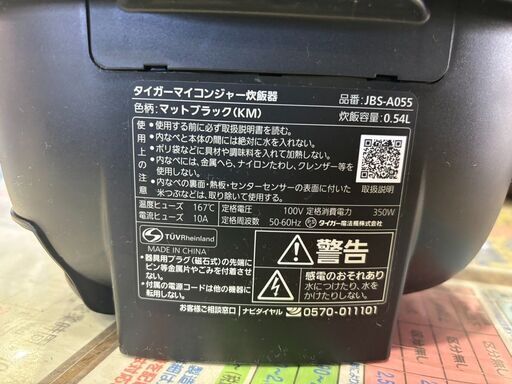 タイガーマイコンジャー炊飯器
品番：JBS-A055
色柄：マットブラック(KM)
炊飯容量：0.54L
使用上の注意
●使用する前に必ず取扱説明書を読む。
●内なべと本体の間には絶対に水を入れない。
●ポリ袋などに具材や調味料を入れて加熱しない。
●内なべには、金属へら、ナイロンたわし、クレンザー等を使用しない。
●内なべの裏面・熱板・センターセンサーの表面に付いた米つぶなどは、取り除いて使用する。
取扱説明
温度ヒューズ 167℃ 定格電圧 100V 定格消費電力 350W
電流ヒューズ 10A 定格周波数 50-60Hz タイガー魔法瓶株式会社
TÜVRheinland
MADE IN CHINA
●器具用プラグ(磁石式)の先端に
ピン等金属片やごみを付着させ
ない。
●付属の電源コードは他の機器に
転用しない。
警告
感電のおそれあり
水につけたり、水を
かけたりしない。
お客様ご相談窓口 ナビダイヤル 0570-011101